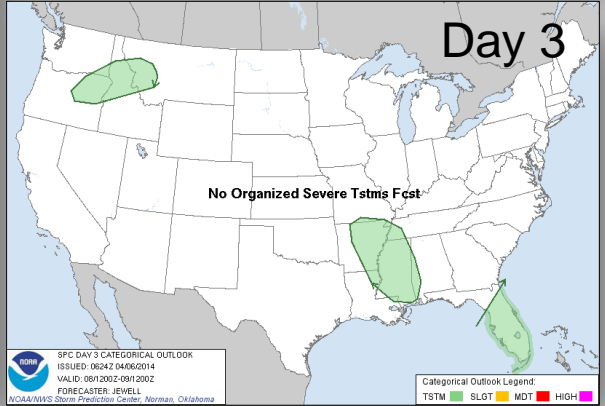 Day 3
No Organized Severe Tstms Fcst
NOAA
SPC DAY 3 CATEGORICAL OUTLOOK
ISSUED: 0624Z 04/06/2014
VALID: 08/1200Z-09/1200Z
FORECASTER: JEWELL
NOAA/NWS Storm Prediction Center, Norman, Oklahoma
Categorical Outlook Legend:
TSTM SLGT MDT HIGH